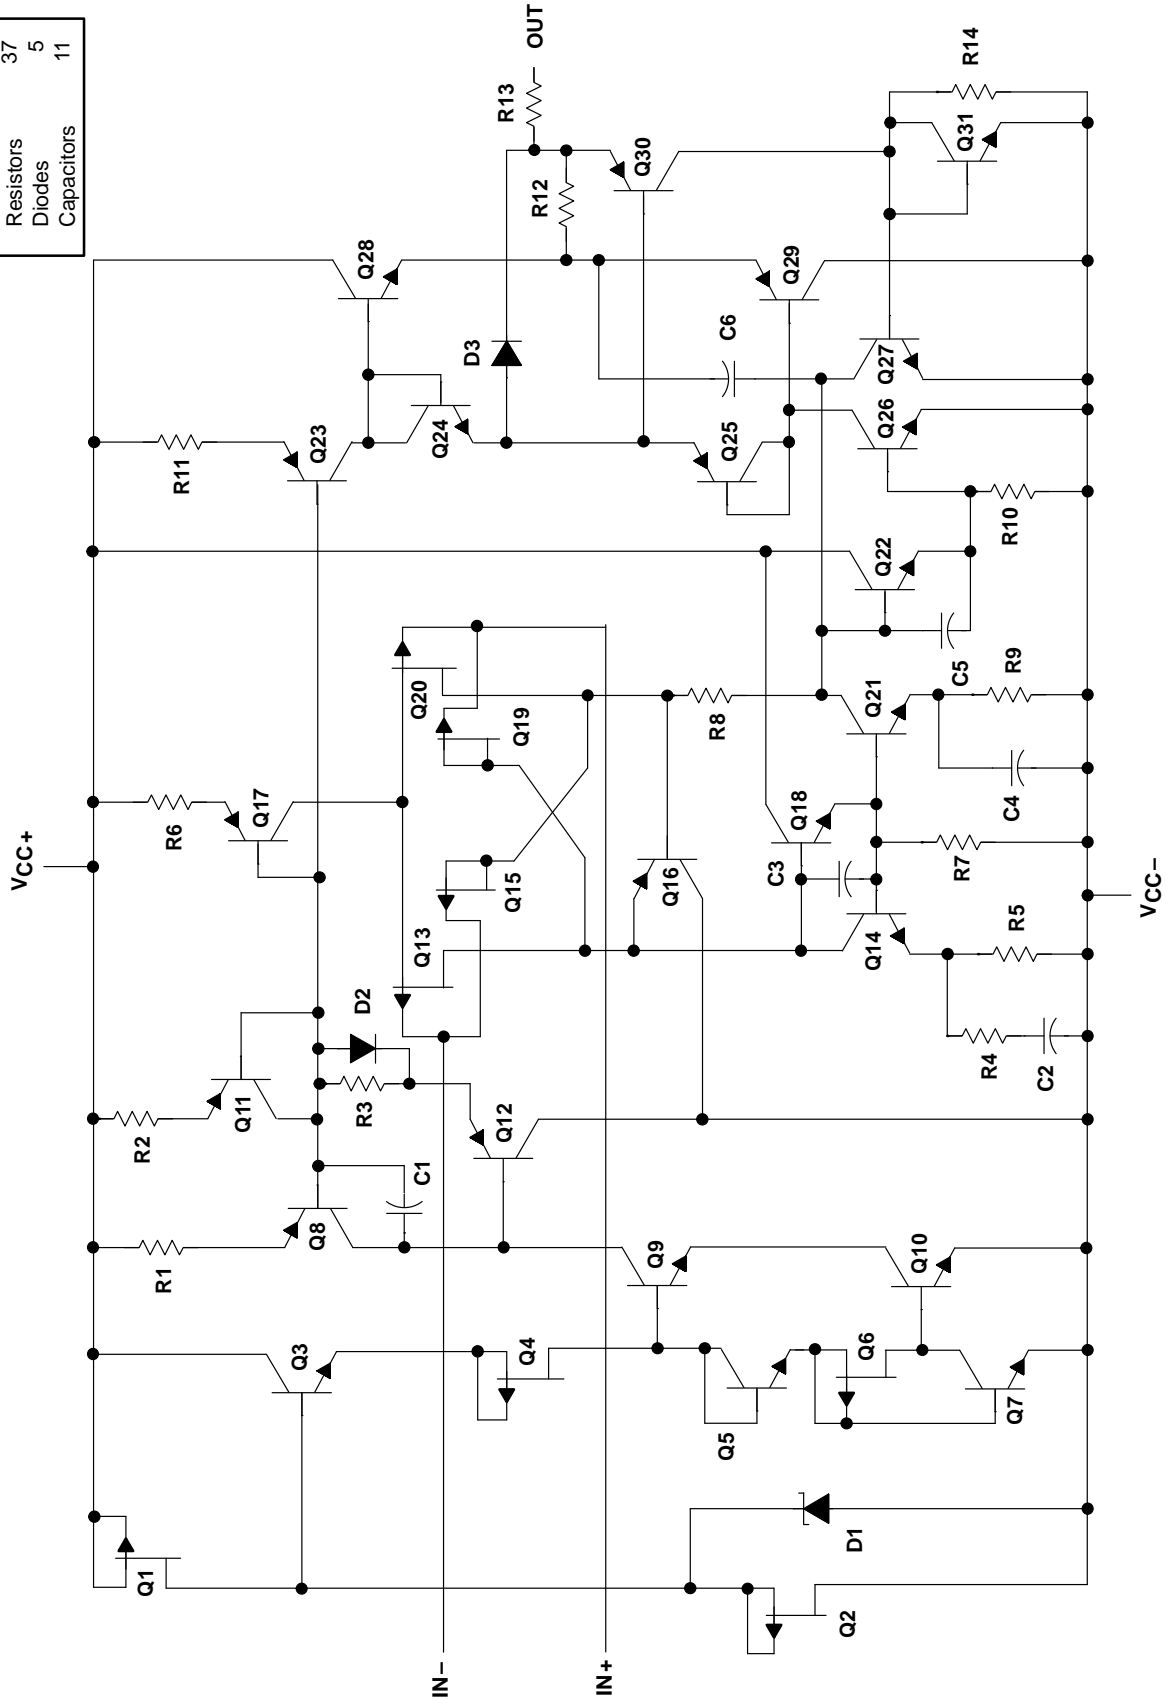 Resistors 37
Diodes 5
Capacitors 11
VCC+
Q1
Q3
R1
Q8
R2
Q11
R3
D2
C1
Q12
R6
Q17
R11
Q23
Q24
Q28
D3
R12
R13
OUT
Q30
Q13
Q15
Q19
Q20
IN−
IN+
Q4
Q9
Q5
Q6
Q7
Q10
D1
Q2
Q16
C3
Q18
R8
Q14
Q21
R4
C2
R5
R7
C4
R9
C5
Q22
R10
Q25
Q26
Q27
C6
Q29
Q31
R14
VCC−